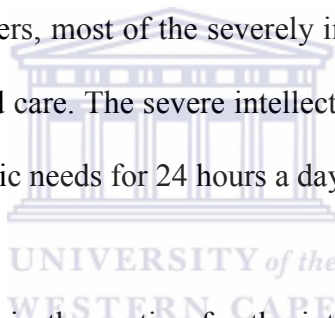 ers, most of the severely in
d care. The severe intellect
ic needs for 24 hours a day
UNIVERSITY of the
WESTERN CAPE